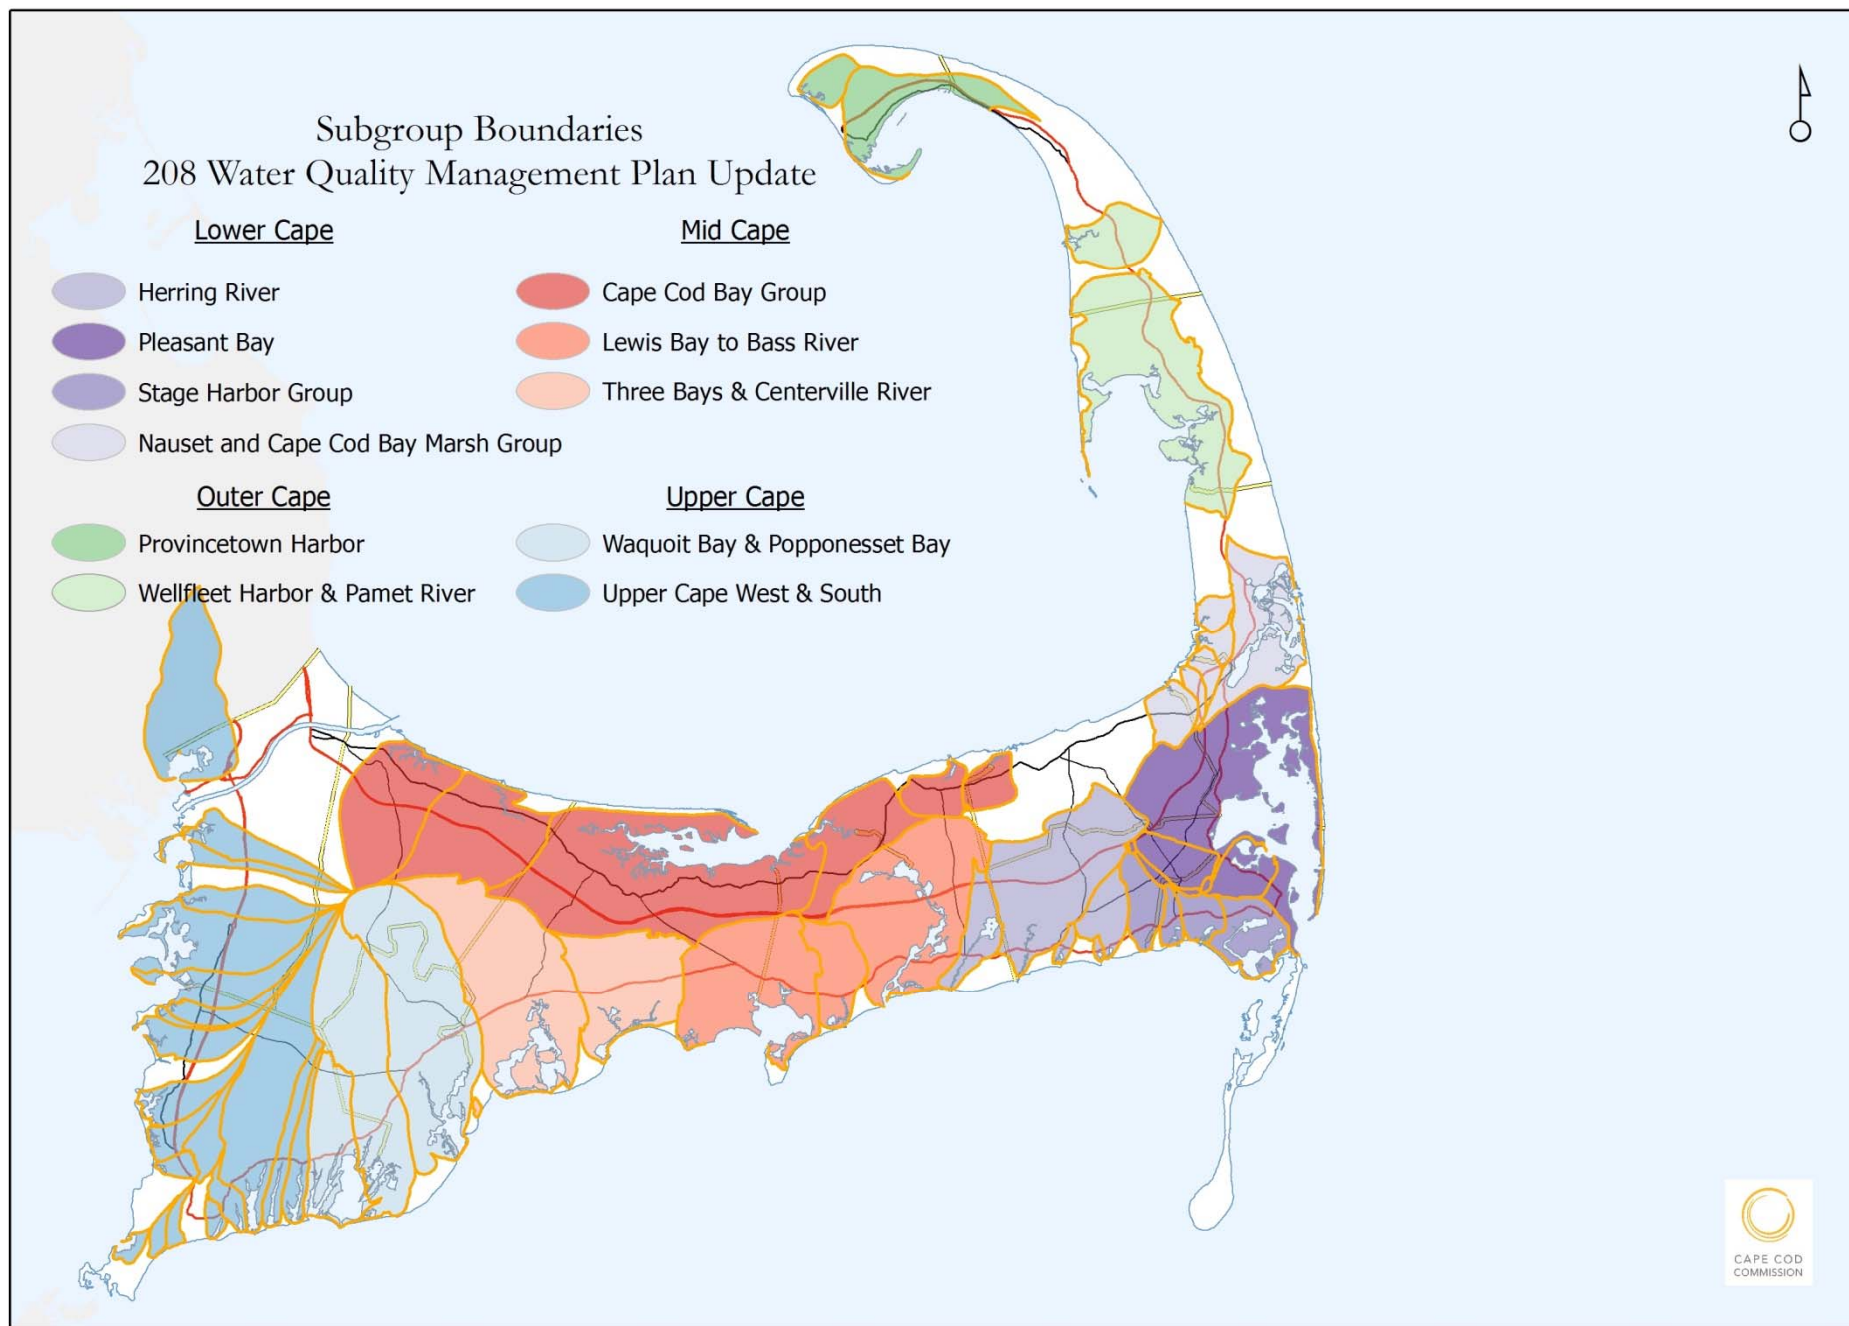 Subgroup Boundaries
208 Water Quality Management Plan Update
Lower Cape
Herring River
Pleasant Bay
Stage Harbor Group
Nauset and Cape Cod Bay Marsh Group
Mid Cape
Cape Cod Bay Group
Lewis Bay to Bass River
Three Bays & Centerville River
Outer Cape
Provincetown Harbor
Wellfleet Harbor & Pamet River
Upper Cape
Waquoit Bay & Popponesset Bay
Upper Cape West & South
CAPE COD
COMMISSION